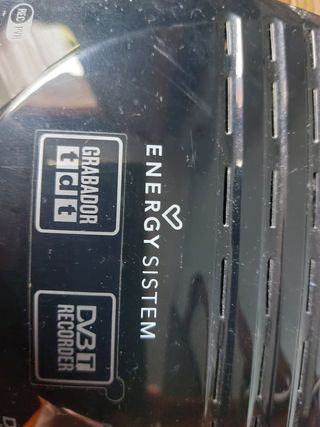 ENERGY SISTEM
GRABADOR
tdt
DVB T
RECORDER